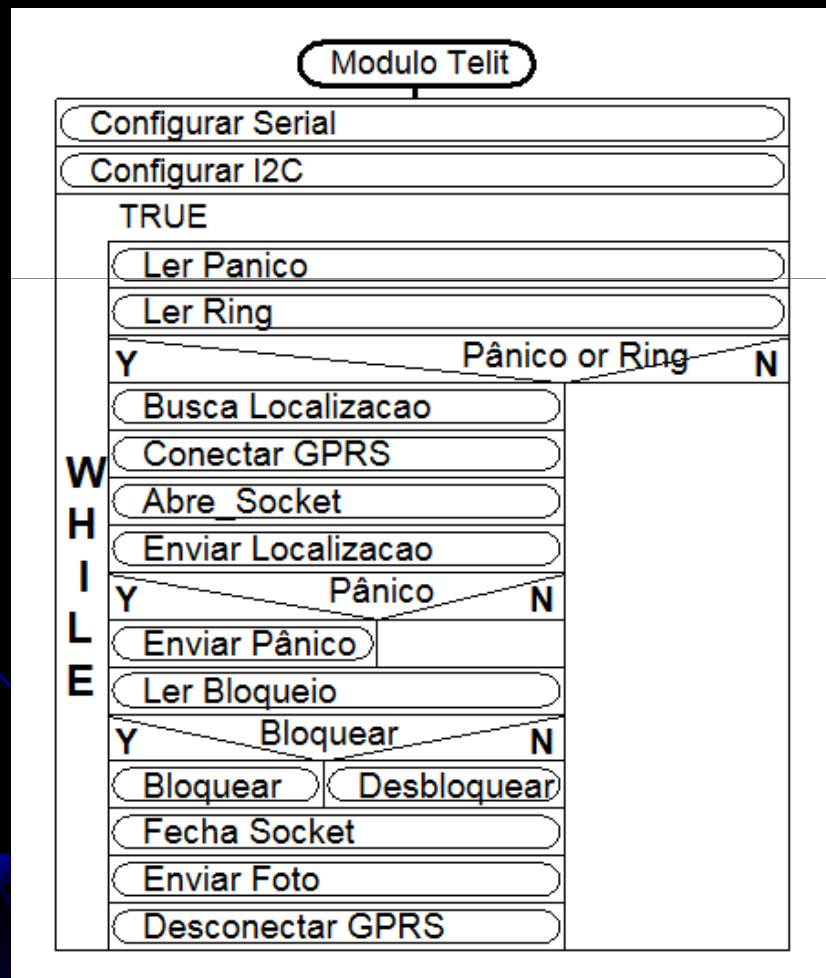 Modulo Telit
Configurar Serial
Configurar I2C
TRUE
Ler Panico
Ler Ring
Y Pânico or Ring N
Busca Localizacao
Conectar GPRS
Abre_Socket
Enviar Localizacao
Y Pânico N
Enviar Pânico
Ler Bloqueio
Y Bloquear N
Bloquear Desbloquear
Fecha Socket
Enviar Foto
Desconectar GPRS
WHILE